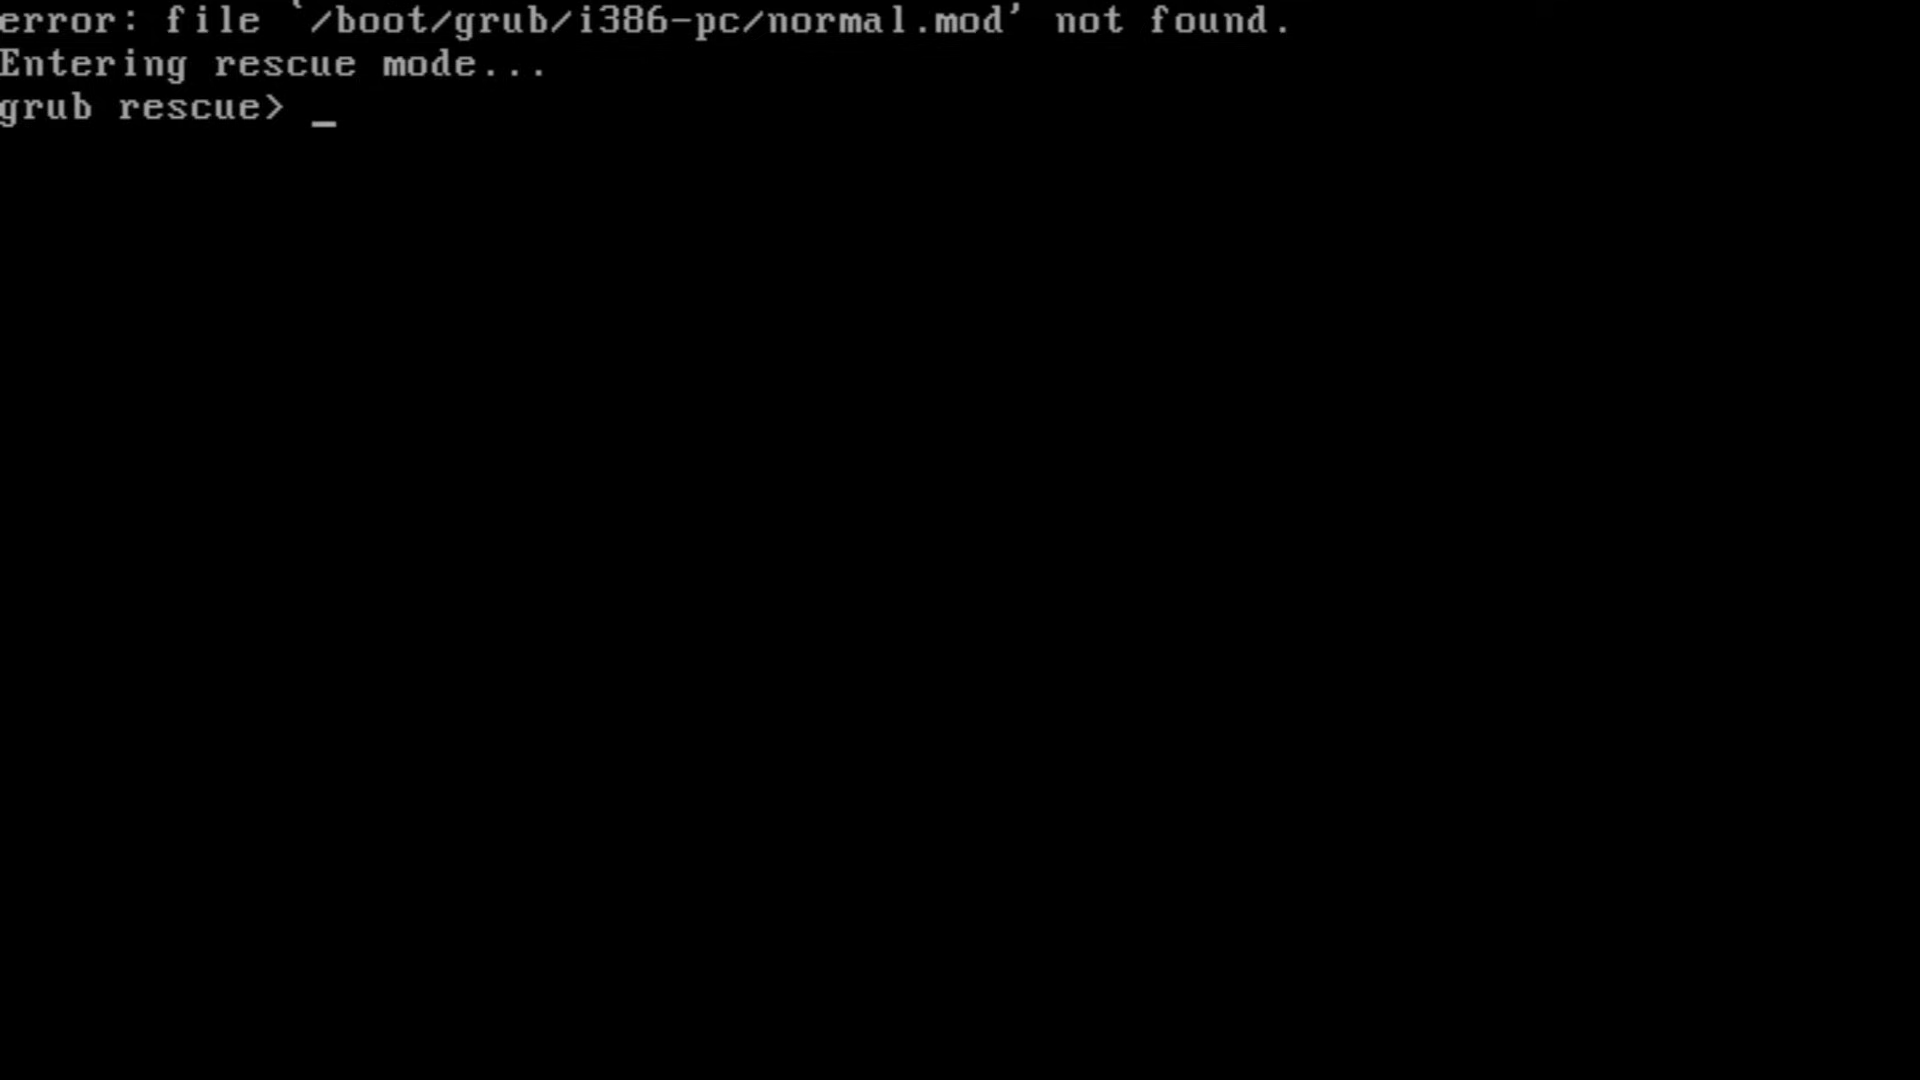 error: file `/boot/grub/i386-pc/normal.mod' not found.
Entering rescue mode...
grub rescue> _